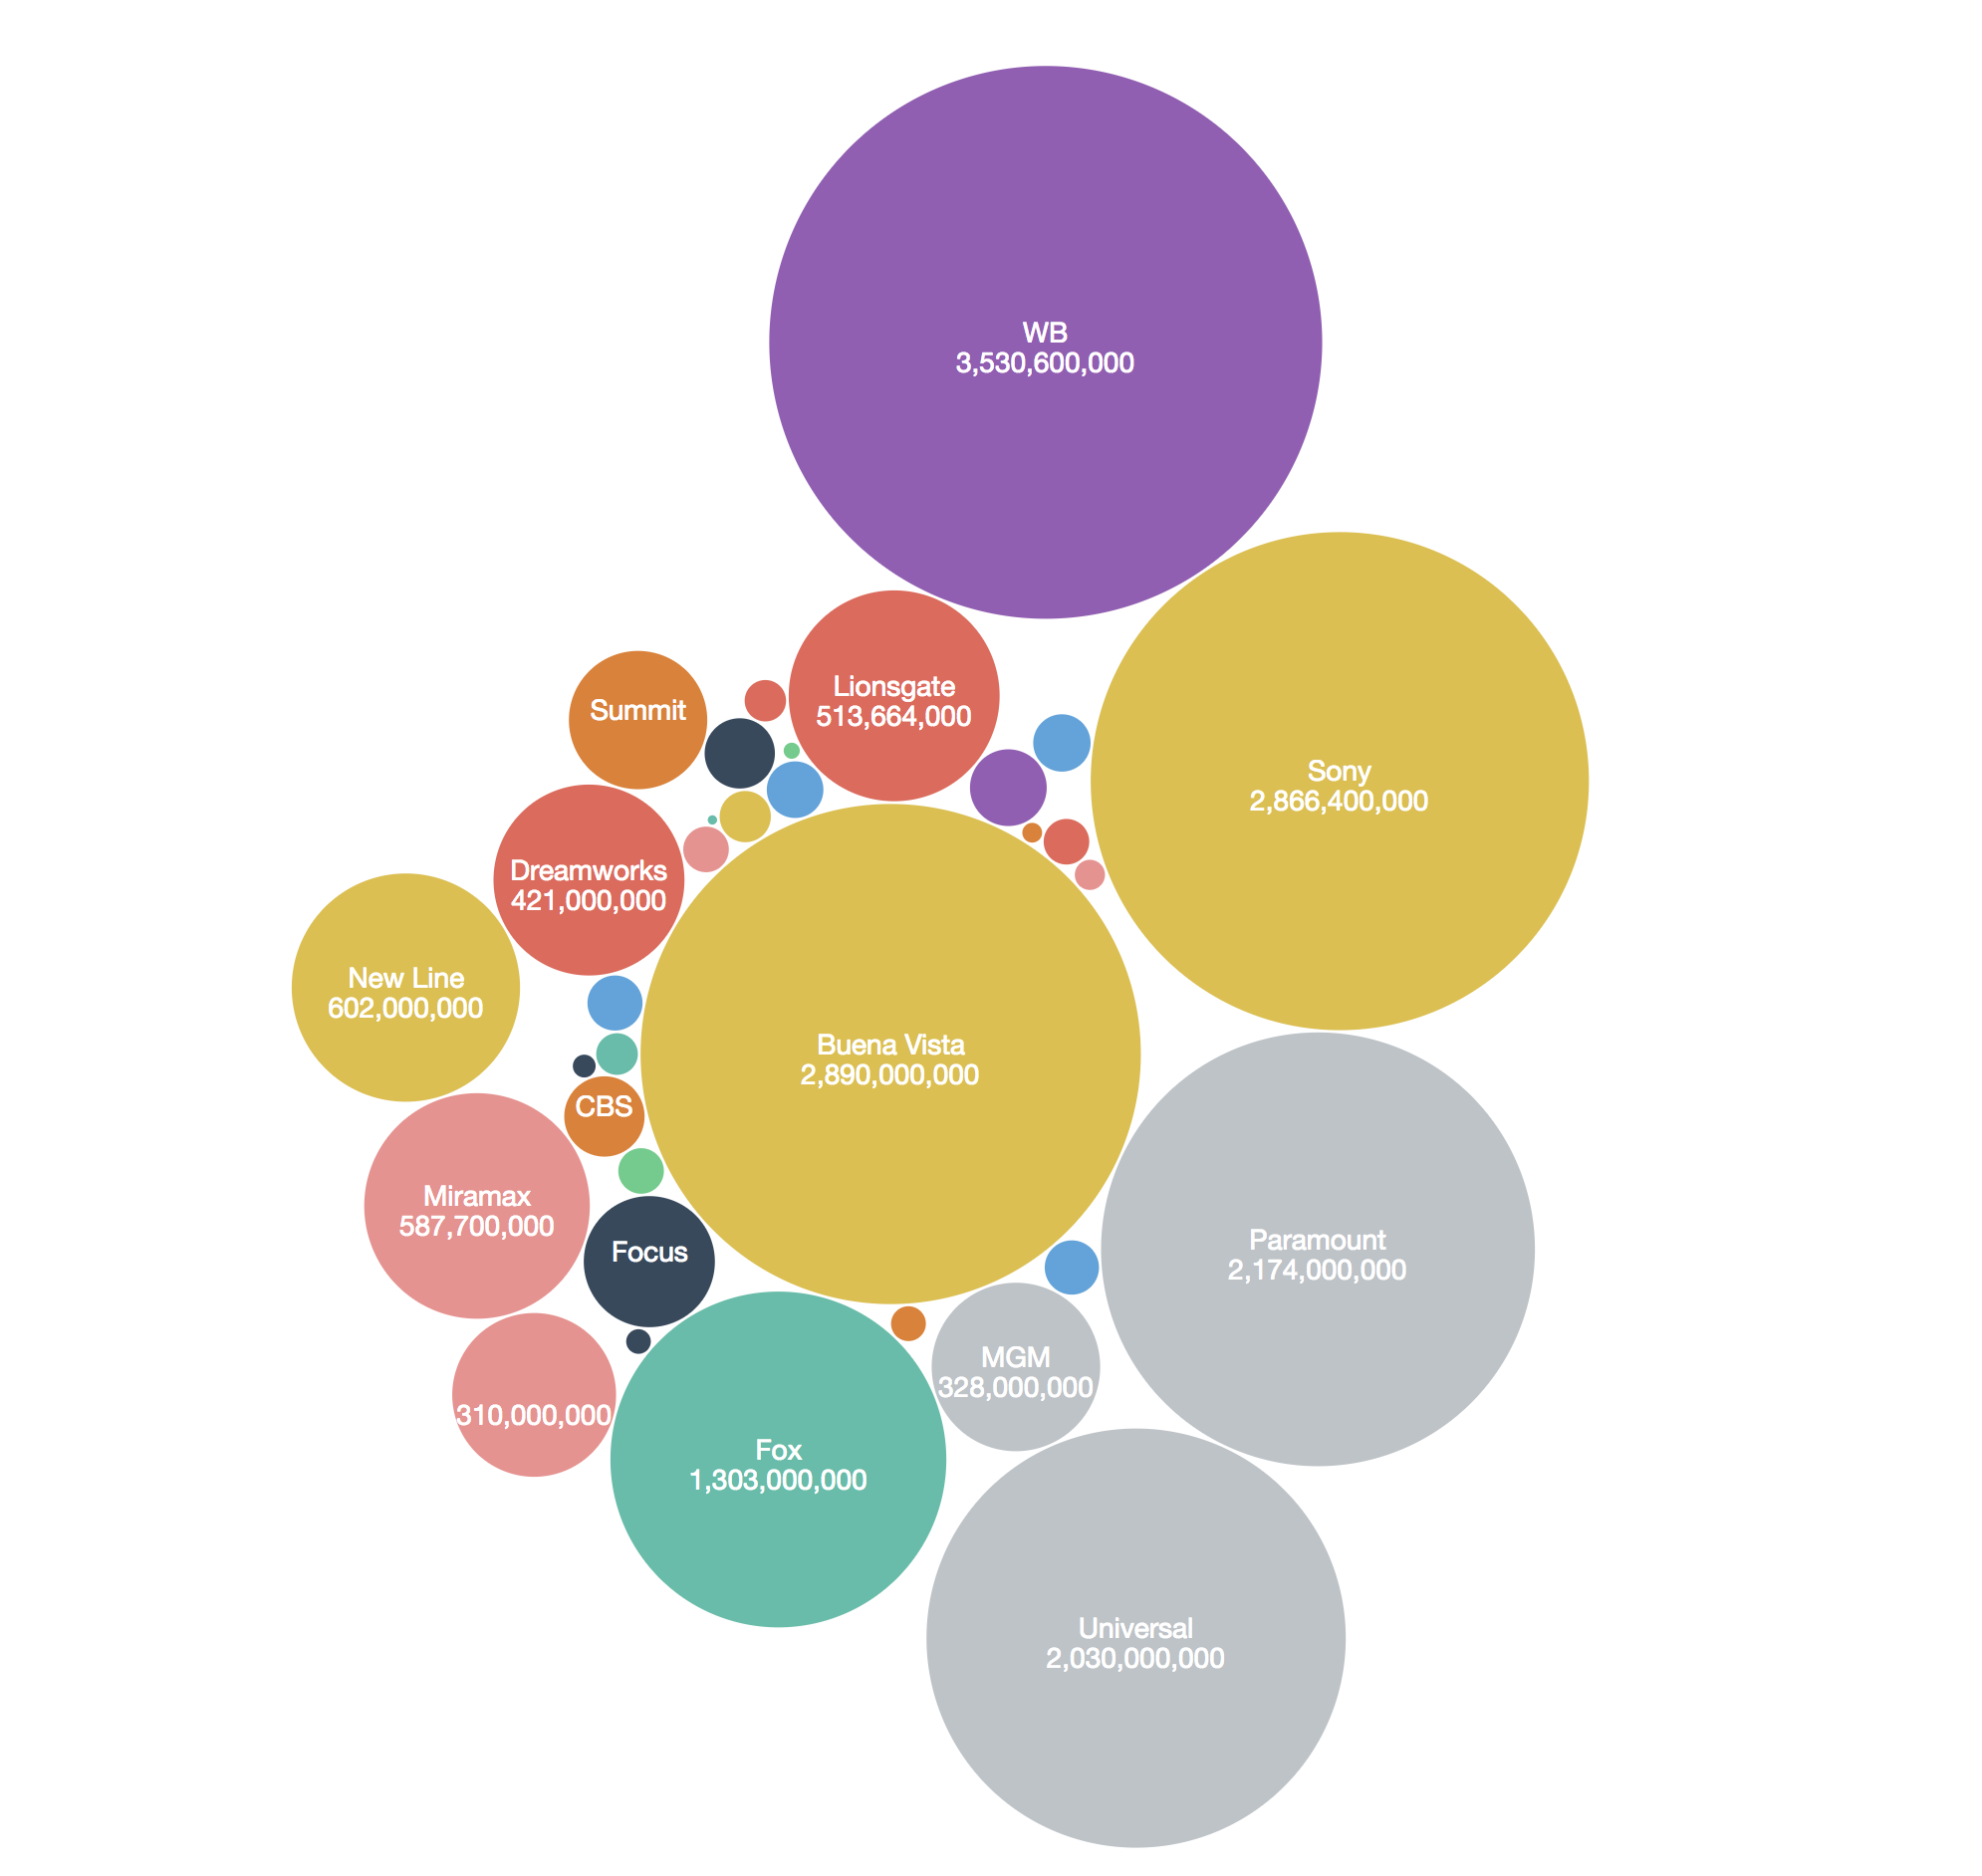 WB
3,530,600,000
Lionsgate
513,664,000
Summit
Sony
2,866,400,000
Dreamworks
421,000,000
New Line
602,000,000
Buena Vista
2,890,000,000
CBS
Miramax
587,700,000
Focus
Paramount
2,174,000,000
MGM
328,000,000
310,000,000
Fox
1,303,000,000
Universal
2,030,000,000